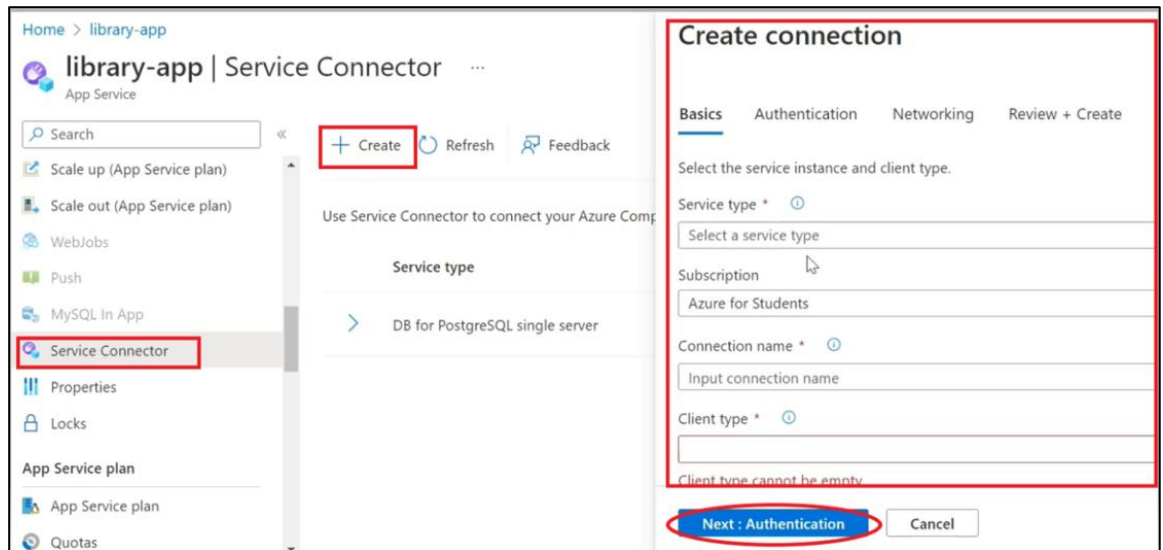 Home > library-app
library-app | Service Connector ...
App Service
Search
«
Scale up (App Service plan)
Scale out (App Service plan)
WebJobs
Push
MySQL In App
Service Connector
Properties
Locks
App Service plan
App Service plan
Quotas
+ Create Refresh Feedback
Use Service Connector to connect your Azure Comp
Service type
> DB for PostgreSQL single server
Create connection
Basics Authentication Networking Review + Create
Select the service instance and client type.
Service type *
Select a service type
Subscription
Azure for Students
Connection name *
Input connection name
Client type *
Client type cannot be empty
Next : Authentication Cancel